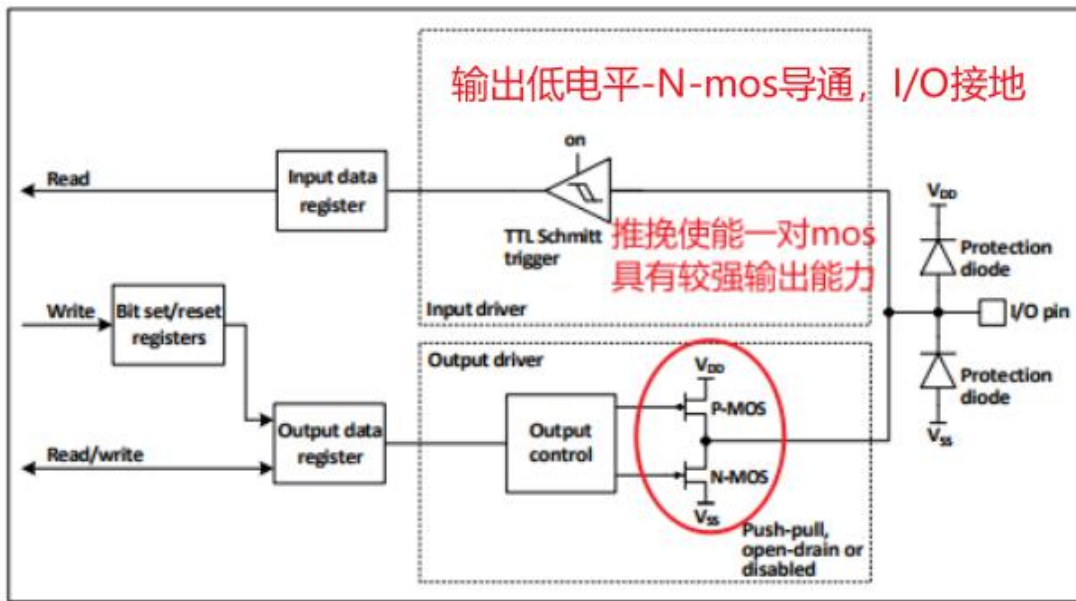 输出低电平-N-mos导通，I/O接地
on
Read
Input data
register
TTL Schmitt
trigger
推挽使能一对mos
具有较强输出能力
VDD
Protection
diode
Write
Bit set/reset
registers
Input driver
I/O pin
Output driver
VDD
P-MOS
Protection
diode
Output data
register
Output
control
Read/write
N-MOS
VSS
VSS
Push-pull,
open-drain or
disabled